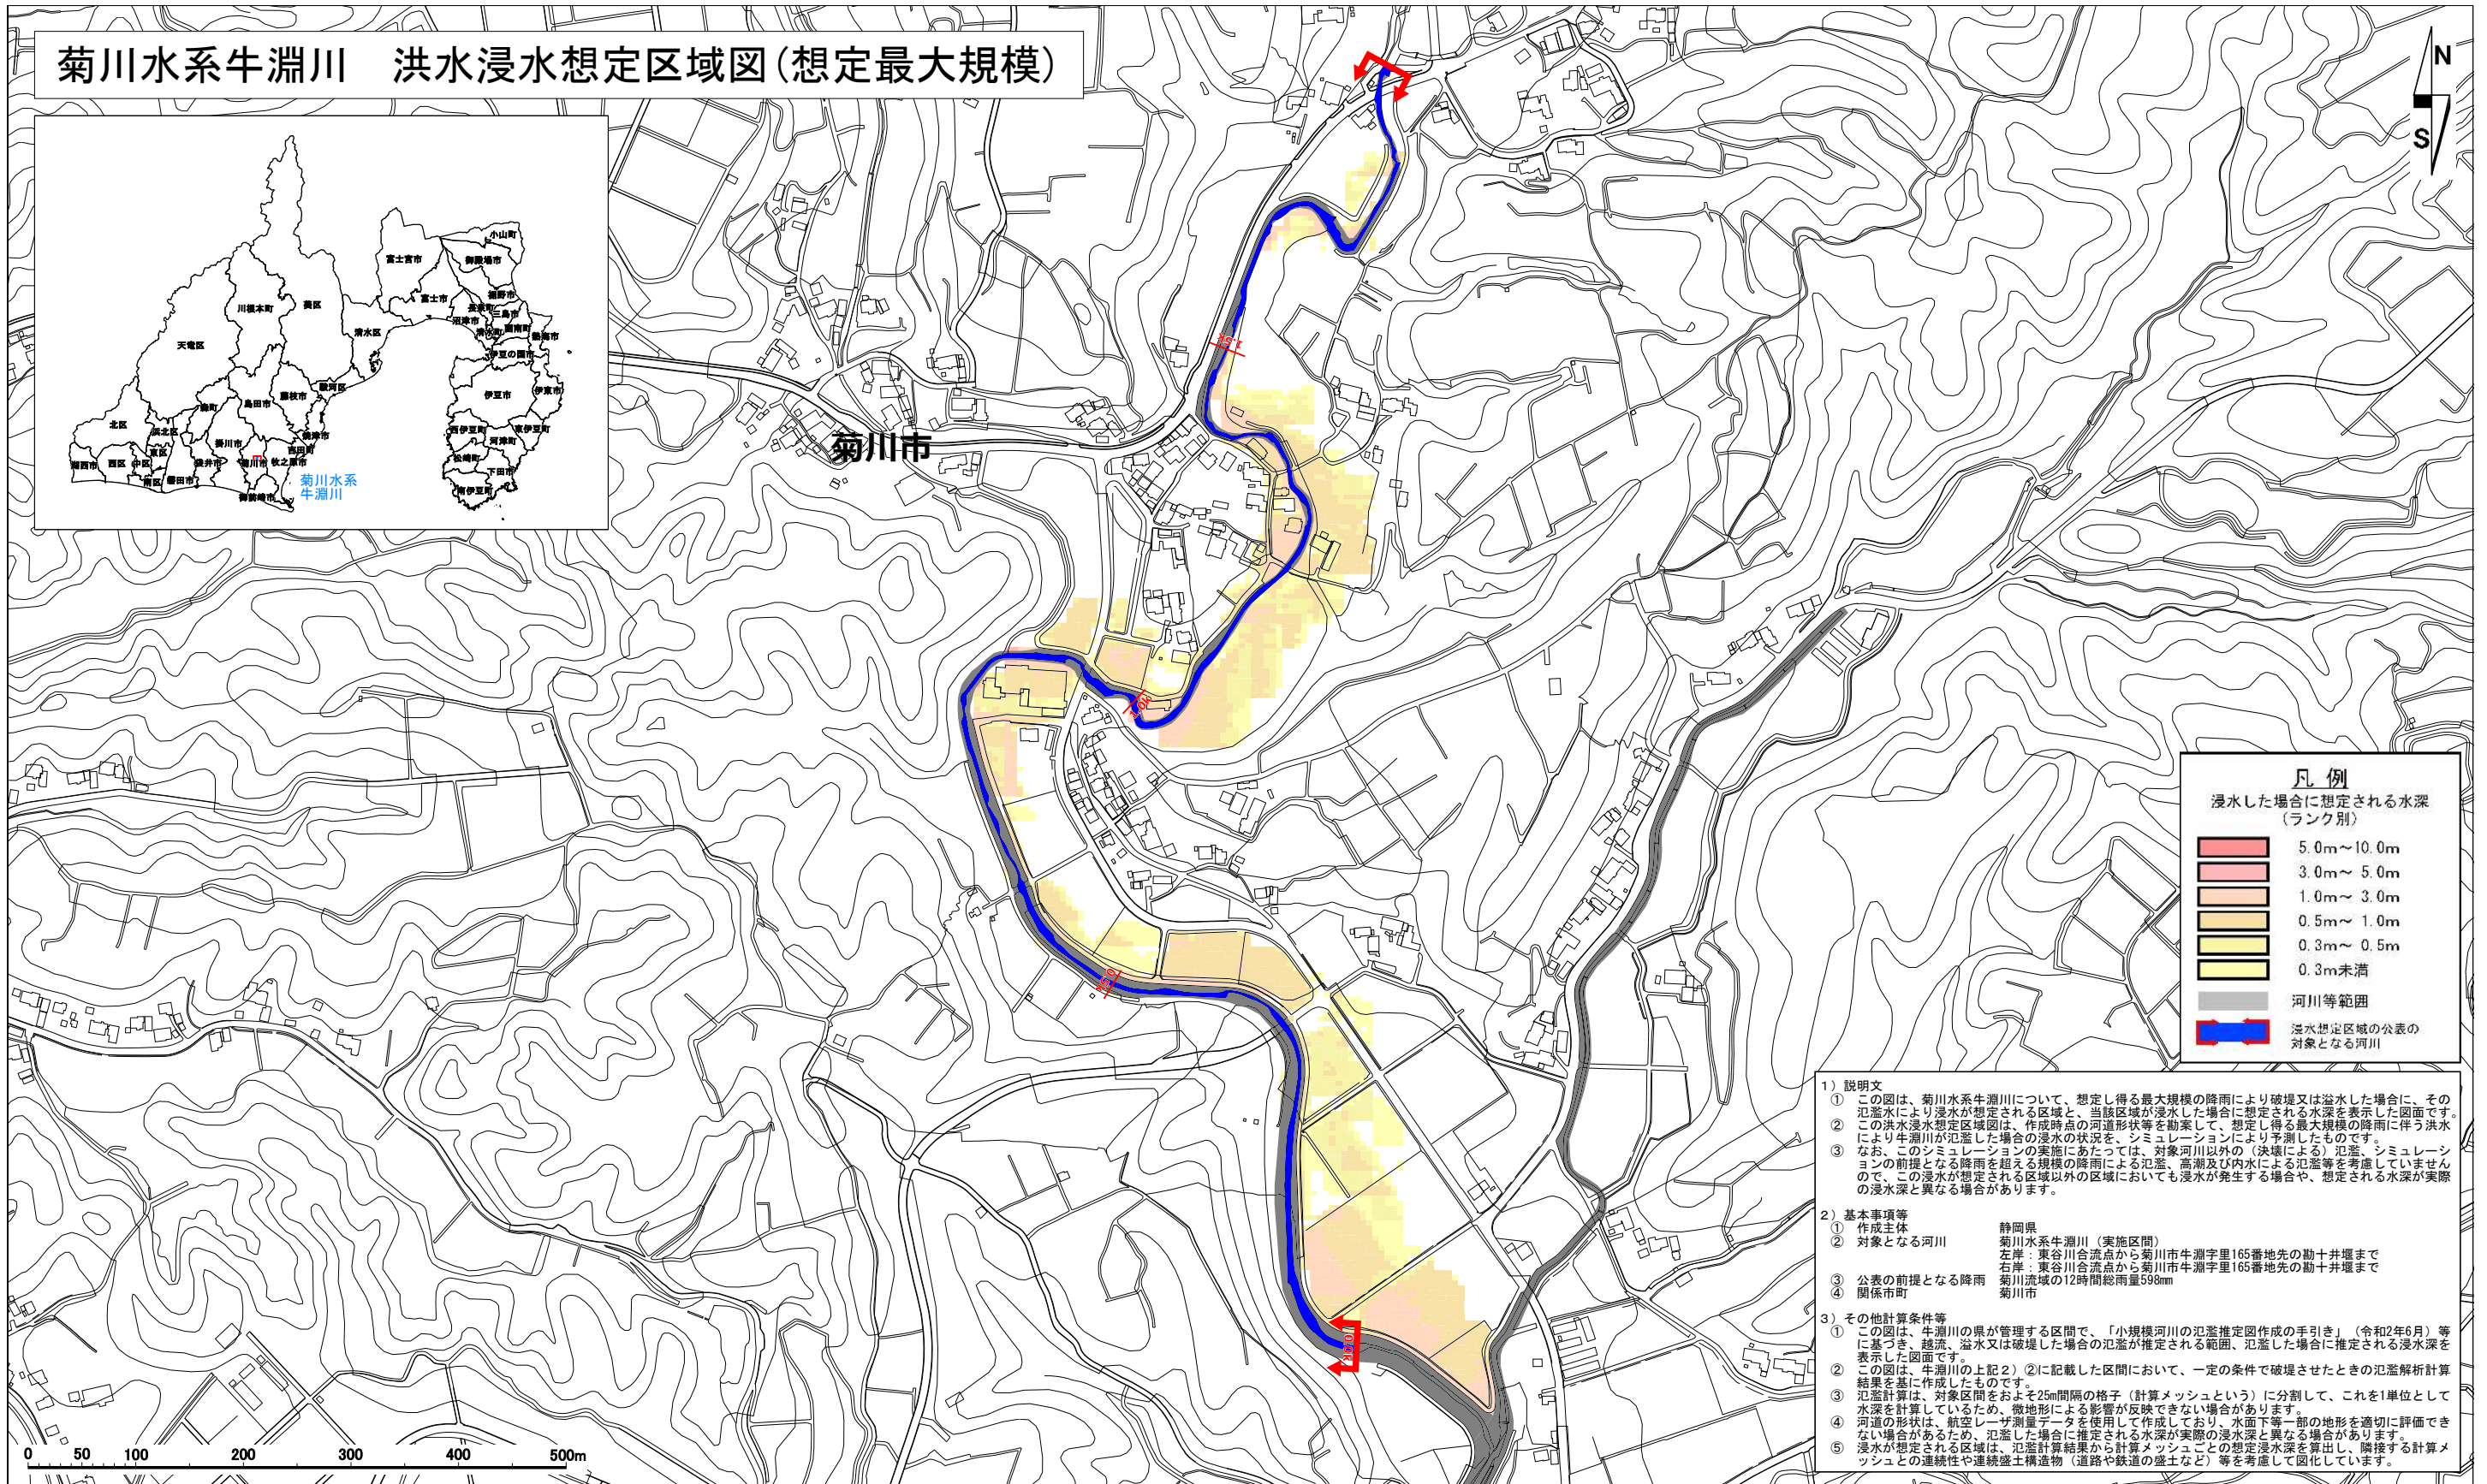 菊川水系牛淵川　洪水浸水想定区域図(想定最大規模)
N
S
小山町
富士宮市
御殿場市
裾野市
富士市
長泉町
三島市
沼津市
清水町
函南町
熱海市
伊豆の国市
伊豆市
伊東市
西伊豆町
東伊豆町
河津町
松崎町
下田市
南伊豆町
川根本町
葵区
清水区
天竜区
駿河区
藤枝市
島田市
森町
焼津市
北区
浜北区
掛川市
吉田町
東区
湖西市
西区
中区
袋井市
菊川市
牧之原市
南区
磐田市
御前崎市
菊川水系
牛淵川
菊川市
1.5K
1.0K
0.5K
0.0K
凡 例
浸水した場合に想定される水深
(ランク別)
5.0m～10.0m
3.0m～ 5.0m
1.0m～ 3.0m
0.5m～ 1.0m
0.3m～ 0.5m
0.3m未満
河川等範囲
浸水想定区域の公表の
対象となる河川
1）説明文
① この図は、菊川水系牛淵川について、想定し得る最大規模の降雨により破堤又は溢水した場合に、その
氾濫水により浸水が想定される区域と、当該区域が浸水した場合に想定される水深を表示した図面です。
② この洪水浸水想定区域図は、作成時点の河道形状等を勘案して、想定し得る最大規模の降雨に伴う洪水
により牛淵川が氾濫した場合の浸水の状況を、シミュレーションにより予測したものです。
③ なお、このシミュレーションの実施にあたっては、対象河川以外の（決壊による）氾濫、シミュレーシ
ョンの前提となる降雨を超える規模の降雨による氾濫、高潮及び内水による氾濫等を考慮していません
ので、この浸水が想定される区域以外の区域においても浸水が発生する場合や、想定される水深が実際
の浸水深と異なる場合があります。
2）基本事項等
① 作成主体 静岡県
② 対象となる河川 菊川水系牛淵川（実施区間）
左岸：東谷川合流点から菊川市牛淵字里165番地先の勘十井堰まで
右岸：東谷川合流点から菊川市牛淵字里165番地先の勘十井堰まで
③ 公表の前提となる降雨 菊川流域の12時間総雨量598mm
④ 関係市町 菊川市
3）その他計算条件等
① この図は、牛淵川の県が管理する区間で、「小規模河川の氾濫推定図作成の手引き」（令和2年6月）等
に基づき、越流、溢水又は破堤した場合の氾濫が推定される範囲、氾濫した場合に推定される浸水深を
表示した図面です。
② この図は、牛淵川の上記2）②に記載した区間において、一定の条件で破堤させたときの氾濫解析計算
結果を基に作成したものです。
③ 氾濫計算は、対象区間をおよそ25m間隔の格子（計算メッシュという）に分割して、これを1単位として
水深を計算しているため、微地形による影響が反映できない場合があります。
④ 河道の形状は、航空レーザ測量データを使用して作成しており、水面下等一部の地形を適切に評価でき
ない場合があるため、氾濫した場合に推定される水深が実際の浸水深と異なる場合があります。
⑤ 浸水が想定される区域は、氾濫計算結果から計算メッシュごとの想定浸水深を算出し、隣接する計算メ
ッシュとの連続性や連続盛土構造物（道路や鉄道の盛土など）等を考慮して図化しています。
0 50 100 200 300 400 500m